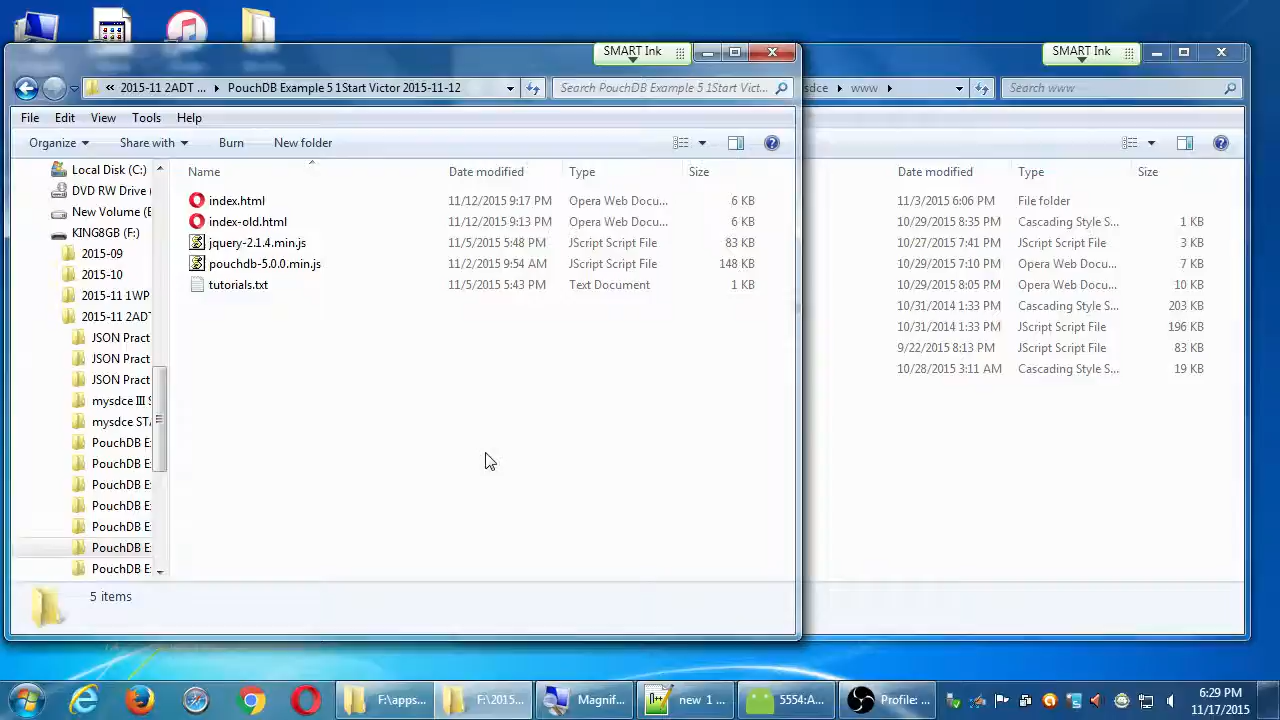 SMART Ink
SMART Ink
« 2015-11 2ADT ... PouchDB Example 5 1Start Victor 2015-11-12
Search PouchDB Example 5 1Start Vict...
www
Search www
File Edit View Tools Help
Organize Share with Burn New folder
Name Date modified Type Size
Date modified Type Size
index.html 11/12/2015 9:17 PM Opera Web Docu... 6 KB
index-old.html 11/12/2015 9:13 PM Opera Web Docu... 6 KB
jquery-2.1.4.min.js 11/5/2015 5:48 PM JScript Script File 83 KB
pouchdb-5.0.0.min.js 11/2/2015 9:54 AM JScript Script File 148 KB
tutorials.txt 11/5/2015 5:43 PM Text Document 1 KB
11/3/2015 6:06 PM File folder
10/29/2015 8:35 PM Cascading Style S... 1 KB
10/27/2015 7:41 PM JScript Script File 3 KB
10/29/2015 7:10 PM Opera Web Docu... 7 KB
10/29/2015 8:05 PM Opera Web Docu... 10 KB
10/31/2014 1:33 PM Cascading Style S... 203 KB
10/31/2014 1:33 PM JScript Script File 196 KB
9/22/2015 8:13 PM JScript Script File 83 KB
10/28/2015 3:11 AM Cascading Style S... 19 KB
Local Disk (C:)
DVD RW Drive (
New Volume (E
KING8GB (F:)
2015-09
2015-10
2015-11 1WP
2015-11 2ADT
JSON Pract
JSON Pract
JSON Pract
mysdce III S
mysdce STA
PouchDB E
PouchDB E
PouchDB E
PouchDB E
PouchDB E
PouchDB E
PouchDB E
5 items
F:\apps...
F:\2015...
Magnif...
new 1 ...
5554:A...
Profile: ...
6:29 PM
11/17/2015